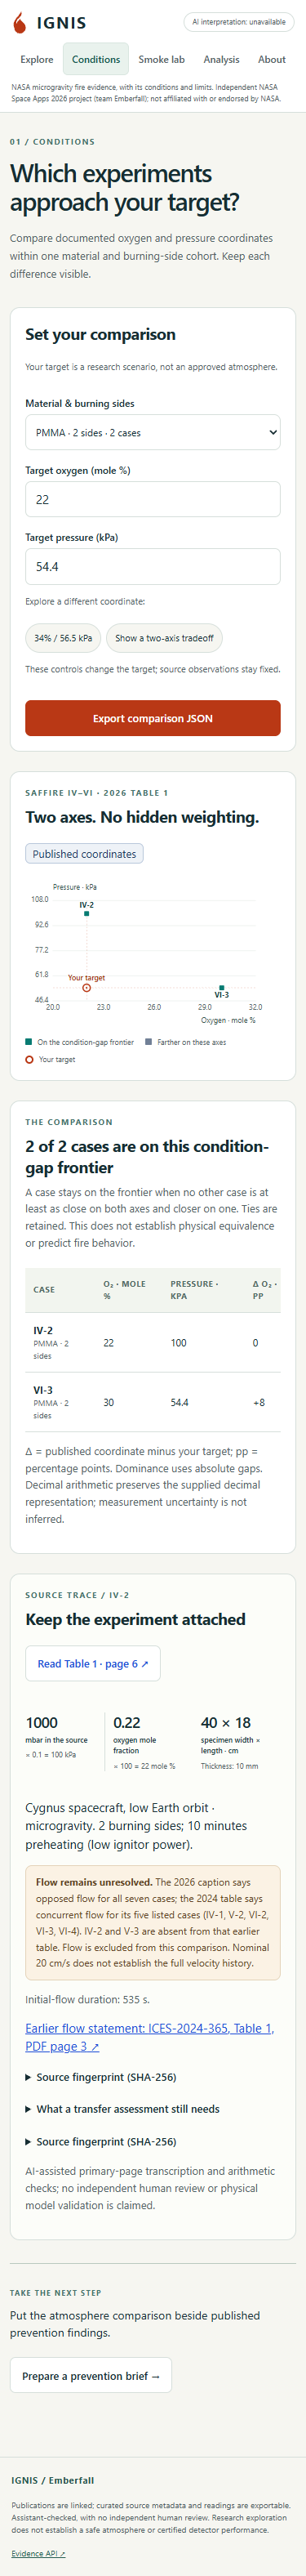 IGNIS
AI interpretation: unavailable
Explore
Conditions
Smoke lab
Analysis
About
NASA microgravity fire evidence, with its conditions and limits. Independent NASA
Space Apps 2026 project (team Emberfall); not affiliated with or endorsed by NASA.
01 / CONDITIONS
Which experiments
approach your target?
Compare documented oxygen and pressure coordinates
within one material and burning-side cohort. Keep each
difference visible.
Set your comparison
Your target is a research scenario, not an approved atmosphere.
Material & burning sides
PMMA · 2 sides · 2 cases
Target oxygen (mole %)
22
Target pressure (kPa)
54.4
Explore a different coordinate:
34% / 56.5 kPa
Show a two-axis tradeoff
These controls change the target; source observations stay fixed.
Export comparison JSON
SAFFIRE IV–VI · 2026 TABLE 1
Two axes. No hidden weighting.
Published coordinates
Pressure · kPa
108.0
IV-2
92.6
77.2
61.8
Your target
VI-3
46.4
20.0
23.0
26.0
29.0
32.0
Oxygen · mole %
On the condition-gap frontier
Farther on these axes
Your target
THE COMPARISON
2 of 2 cases are on this condition-
gap frontier
A case stays on the frontier when no other case is at
least as close on both axes and closer on one. Ties are
retained. This does not establish physical equivalence
or predict fire behavior.
CASE
O₂ · MOLE
%
PRESSURE ·
KPA
Δ O₂ ·
PP
IV-2
PMMA · 2
sides
22
100
0
VI-3
PMMA · 2
sides
30
54.4
+8
Δ = published coordinate minus your target; pp =
percentage points. Dominance uses absolute gaps.
Decimal arithmetic preserves the supplied decimal
representation; measurement uncertainty is not
inferred.
SOURCE TRACE / IV-2
Keep the experiment attached
Read Table 1 · page 6 ↗
1000
mbar in the source
× 0.1 = 100 kPa
0.22
oxygen mole
fraction
× 100 = 22 mole %
40 × 18
specimen width ×
length · cm
Thickness: 10 mm
Cygnus spacecraft, low Earth orbit ·
microgravity. 2 burning sides; 10 minutes
preheating (low ignitor power).
Flow remains unresolved. The 2026 caption says
opposed flow for all seven cases; the 2024 table says
concurrent flow for its five listed cases (IV-1, V-2, VI-2,
VI-3, VI-4). IV-2 and V-3 are absent from that earlier
table. Flow is excluded from this comparison. Nominal
20 cm/s does not establish the full velocity history.
Initial-flow duration: 535 s.
Earlier flow statement: ICES-2024-365, Table 1,
PDF page 3 ↗
Source fingerprint (SHA-256)
What a transfer assessment still needs
Source fingerprint (SHA-256)
AI-assisted primary-page transcription and arithmetic
checks; no independent human review or physical
model validation is claimed.
TAKE THE NEXT STEP
Put the atmosphere comparison beside published
prevention findings.
Prepare a prevention brief →
IGNIS / Emberfall
Publications are linked; curated source metadata and readings are exportable.
Assistant-checked, with no independent human review. Research exploration
does not establish a safe atmosphere or certified detector performance.
Evidence API ↗